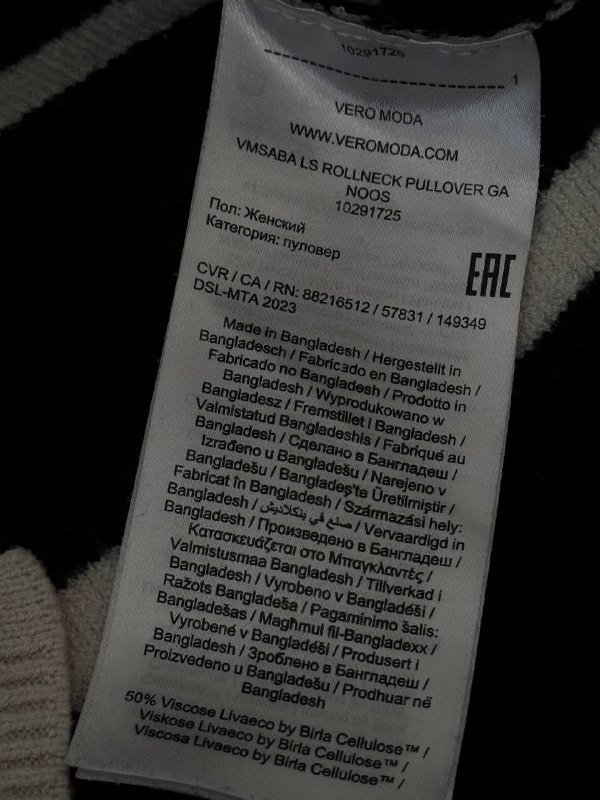 10291725
1
VERO MODA
WWW.VEROMODA.COM
VMSABA LS ROLLNECK PULLOVER GA
NOOS
10291725
Пол: Женский
Категория: пуловер
EAC
CVR / CA / RN: 88216512 / 57831 / 149349
DSL-MTA 2023
Made in Bangladesh / Hergestellt in
Bangladesch / Fabricado en Bangladesh /
Fabricado no Bangladesh / Prodotto in
Bangladesh / Wyprodukowano w
Bangladesz / Fremstillet i Bangladesh /
Valmistatud Bangladeshis / Fabriqué au
Bangladesh / Сделано в Бангладеш /
Izrađeno u Bangladešu / Narejeno v
Bangladešu / Bangladeş'te Üretilmiştir /
Fabricat în Bangladesh / Származási hely:
Bangladesh / صنع في بنكلاديش / Vervaardigd in
Bangladesh / Произведено в Бангладеш /
Κατασκευάζεται στο Μπαγκλαντές /
Valmistusmaa Bangladesh / Tillverkad i
Bangladesh / Vyrobeno v Bangladéši /
Ražots Bangladeša / Pagaminimo šalis:
Bangladešas / Magħmul fil-Bangladexx /
Vyrobené v Bangladéši / Produsert i
Bangladesh / Зроблено в Бангладеш /
Proizvedeno u Bangladešu / Prodhuar në
Bangladesh
50% Viscose Livaeco by Birla Cellulose™ /
Viskose Livaeco by Birla Cellulose™ /
Viscosa Livaeco by Birla Cellulose™ /